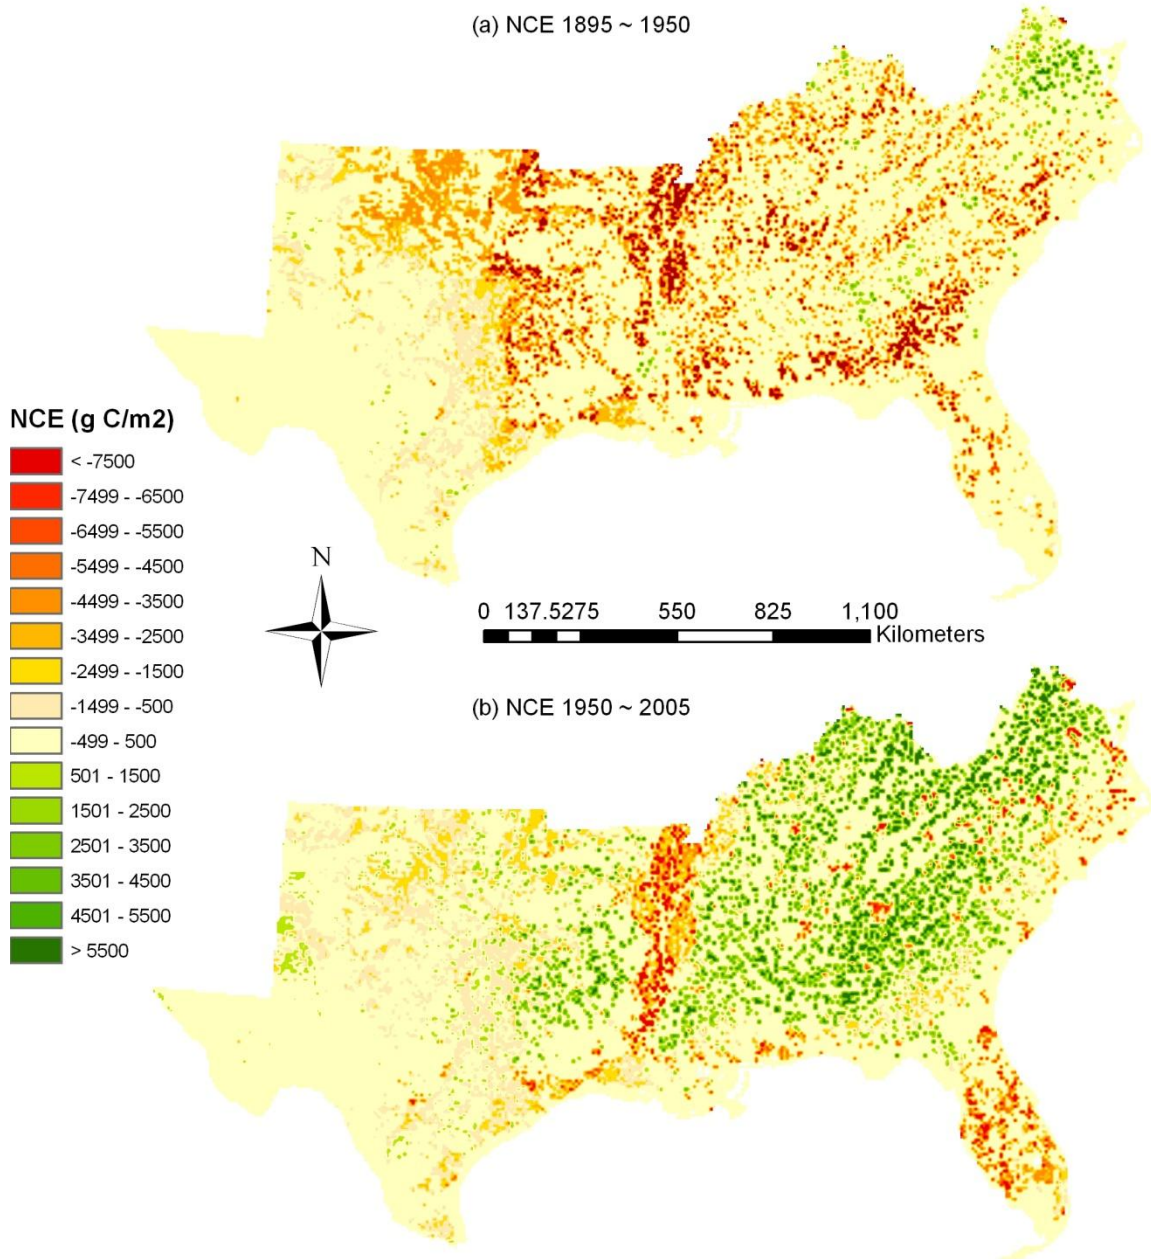 (a) NCE 1895 ~ 1950
NCE (g C/m2)
< -7500
-7499 - -6500
-6499 - -5500
-5499 - -4500
-4499 - -3500
-3499 - -2500
-2499 - -1500
-1499 - -500
-499 - 500
501 - 1500
1501 - 2500
2501 - 3500
3501 - 4500
4501 - 5500
> 5500
N
0 137.5275 550 825 1,100
Kilometers
(b) NCE 1950 ~ 2005